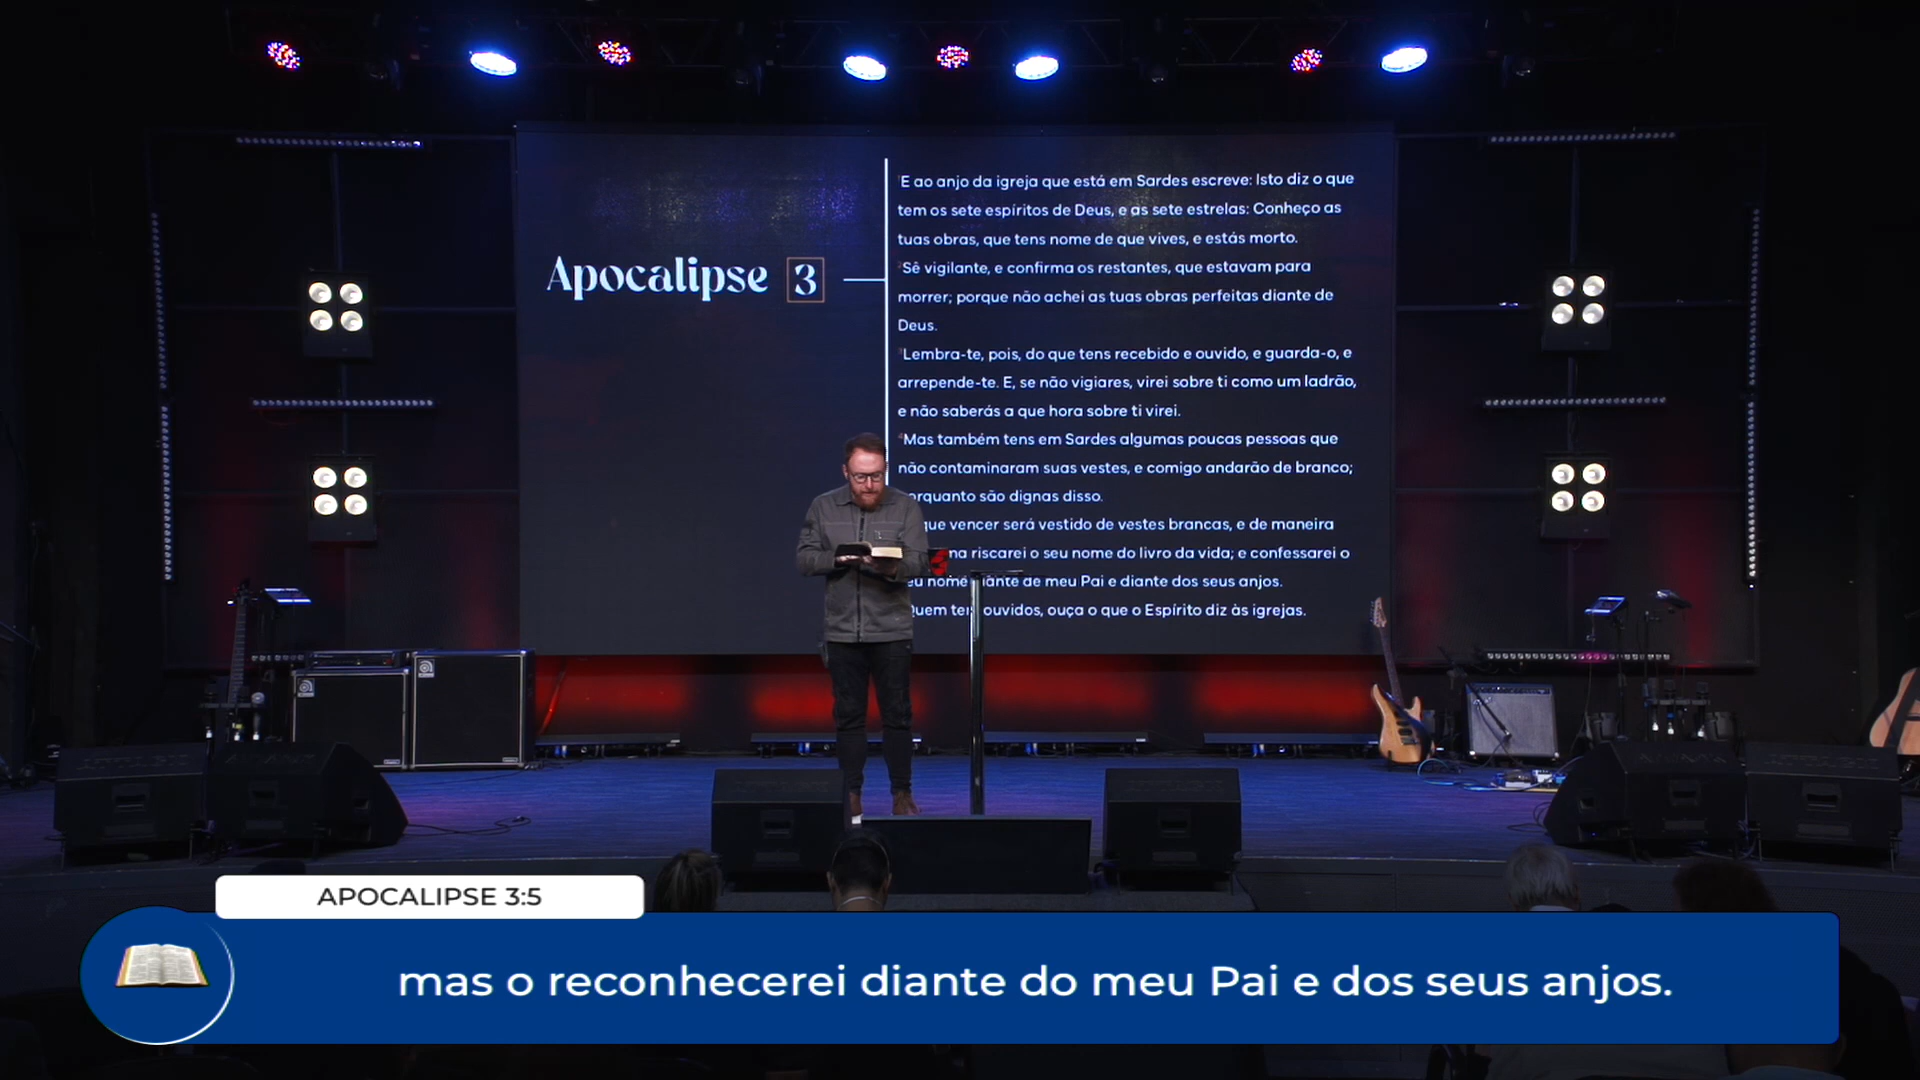 Apocalipse 3
E ao anjo da igreja que está em Sardes escreve: Isto diz o que
tem os sete espíritos de Deus, e as sete estrelas: Conheço as
tuas obras, que tens nome de que vives, e estás morto.
Sê vigilante, e confirma os restantes, que estavam para
morrer; porque não achei as tuas obras perfeitas diante de
Deus.
Lembra-te, pois, do que tens recebido e ouvido, e guarda-o, e
arrepende-te. E, se não vigiares, virei sobre ti como um ladrão,
e não saberás a que hora sobre ti virei.
Mas também tens em Sardes algumas poucas pessoas que
não contaminaram suas vestes, e comigo andarão de branco;
orquanto são dignas disso.
que vencer será vestido de vestes brancas, e de maneira
ma riscarei o seu nome do livro da vida; e confessarei o
eu nome diante de meu Pai e diante dos seus anjos.
Quem tem ouvidos, ouça o que o Espírito diz às igrejas.
APOCALIPSE 3:5
mas o reconhecerei diante do meu Pai e dos seus anjos.